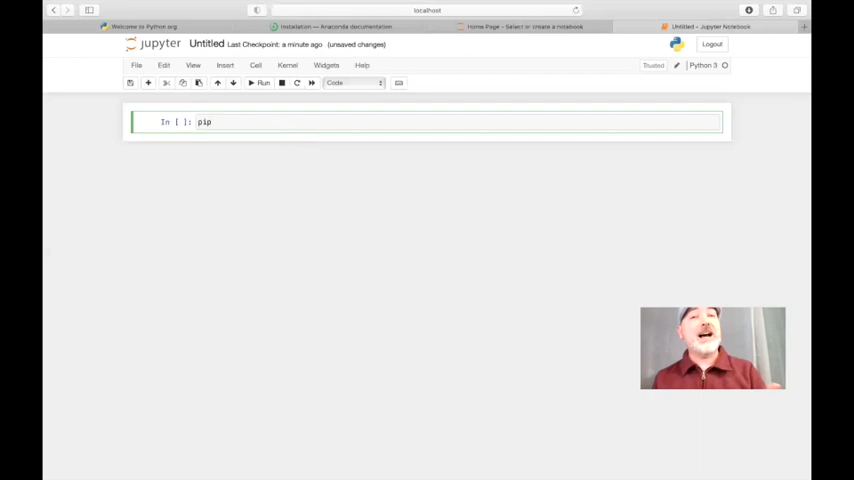 localhost
Welcome to Python.org
Installation — Anaconda documentation
Home Page - Select or create a notebook
Untitled - Jupyter Notebook
jupyter Untitled Last Checkpoint: a minute ago (unsaved changes)
Logout
File Edit View Insert Cell Kernel Widgets Help
Trusted
Python 3
Run
Code
In [ ]: pip